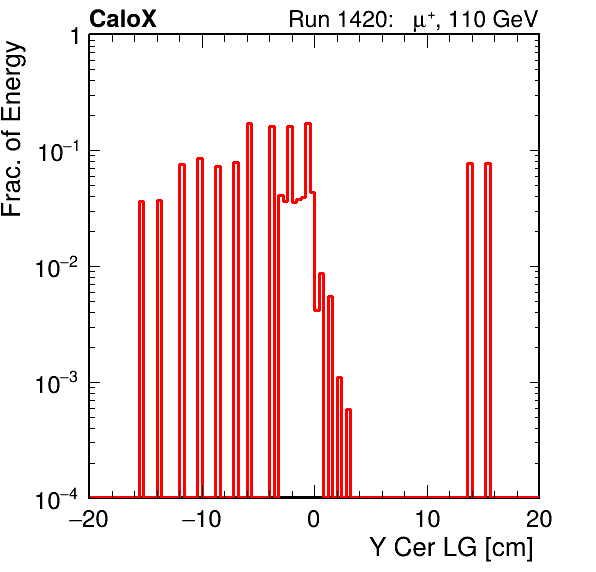 CaloX Run 1420: μ⁺, 110 GeV
Frac. of Energy
1
10⁻¹
10⁻²
10⁻³
10⁻⁴
−20 −10 0 10 20
Y Cer LG [cm]